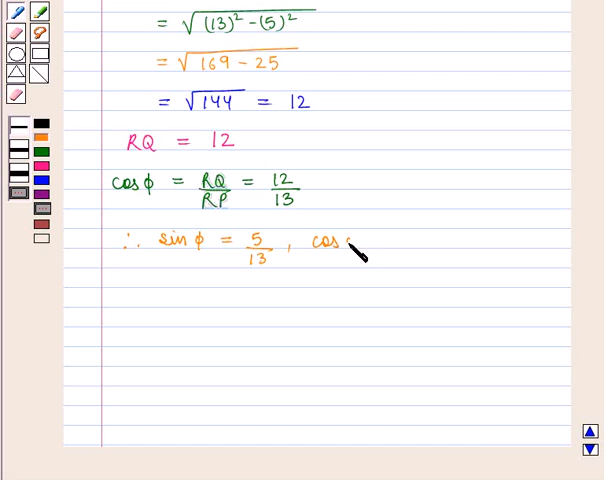 = √(13)² - (5)²
= √169 - 25
= √144 = 12
RQ = 12
cos φ = RQ/RP = 12/13
∴ sin φ = 5/13 , cos